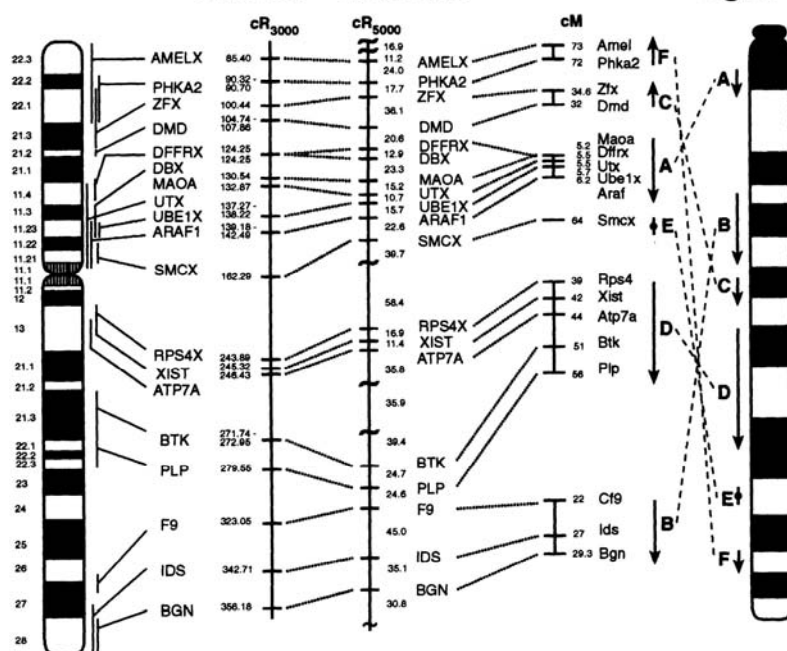 cR3000 cR5000 cM
22.3
22.2
22.1
21.3
21.2
21.1
11.4
11.3
11.23
11.22
11.21
11.1
11.1
11.2
12
13
21.1
21.2
21.3
22.1
22.2
22.3
23
24
25
26
27
28
AMELX
PHKA2
ZFX
DMD
DFFRX
DBX
MAOA
UTX
UBE1X
ARAF1
SMCX
RPS4X
XIST
ATP7A
BTK
PLP
F9
IDS
BGN
85.40
90.32
90.70
100.44
104.74
107.86
124.25
124.25
130.54
132.87
137.27
138.22
139.18
142.49
162.29
243.89
245.32
246.43
271.74
272.95
279.55
323.05
342.71
356.18
16.9
11.2
24.0
17.7
36.1
20.6
12.9
23.3
15.2
10.7
15.7
22.6
39.7
58.4
16.9
11.4
35.8
35.9
39.4
24.7
24.6
45.0
35.1
30.8
AMELX
PHKA2
ZFX
DMD
DFFRX
DBX
MAOA
UTX
UBE1X
ARAF1
SMCX
RPS4X
XIST
ATP7A
BTK
PLP
F9
IDS
BGN
73 Amel
72 Phka2
34.6 Zfx
32 Dmd
5.2 Maoa
5.5 Dffrx
5.5 Utx
5.7 Ube1x
6.2 Araf
64 Smcx
39 Rps4
42 Xist
44 Atp7a
51 Btk
56 Plp
22 Cf9
27 Ids
29.3 Bgn
F
C
A
E
D
B
A
B
C
D
E
F